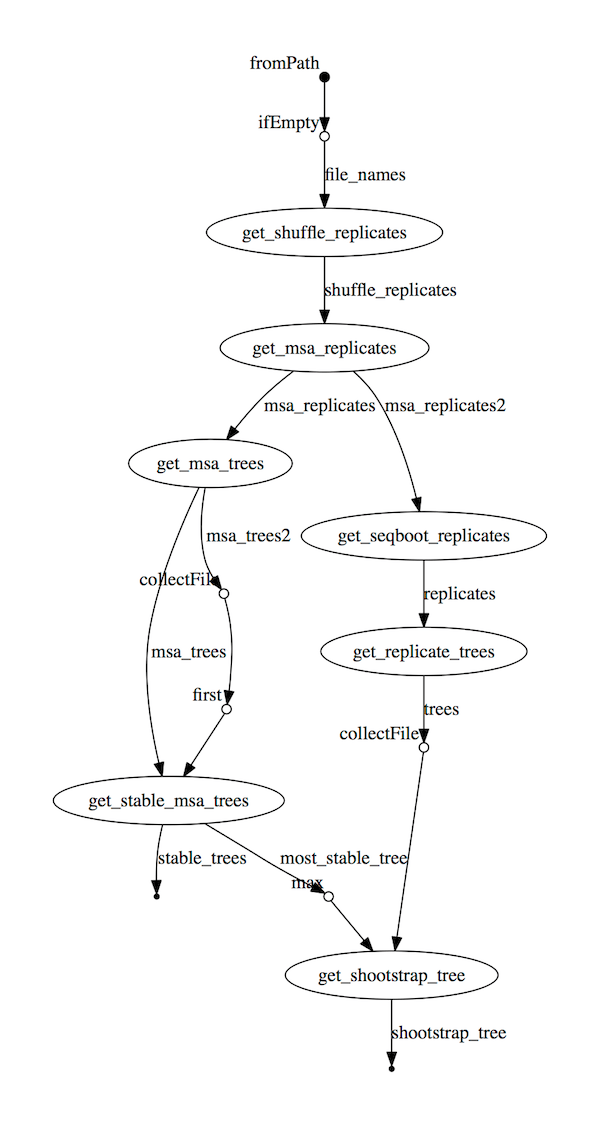 fromPath
ifEmpty
file_names
get_shuffle_replicates
shuffle_replicates
get_msa_replicates
msa_replicates
msa_replicates2
get_msa_trees
msa_trees2
get_seqboot_replicates
collectFile
replicates
msa_trees
get_replicate_trees
first
trees
collectFile
get_stable_msa_trees
stable_trees
most_stable_tree
max
get_shootstrap_tree
shootstrap_tree